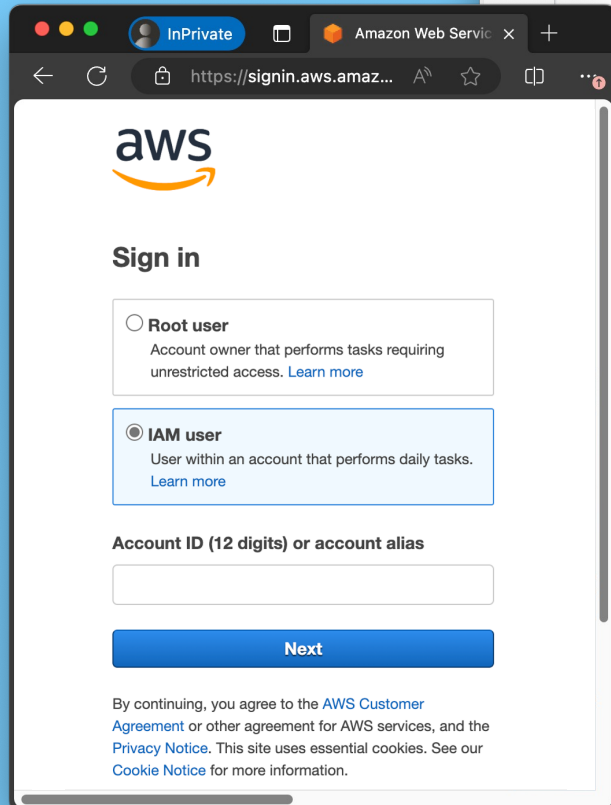 InPrivate
Amazon Web Servic
https://signin.aws.amaz...
aws
Sign in
Root user
Account owner that performs tasks requiring
unrestricted access. Learn more
IAM user
User within an account that performs daily tasks.
Learn more
Account ID (12 digits) or account alias
Next
By continuing, you agree to the AWS Customer
Agreement or other agreement for AWS services, and the
Privacy Notice. This site uses essential cookies. See our
Cookie Notice for more information.